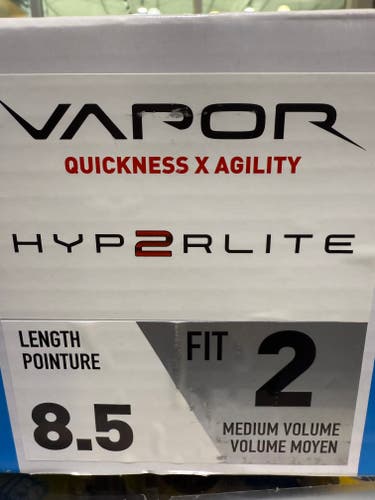 VAPOR
QUICKNESS X AGILITY
HYP2RLITE
LENGTH
POINTURE
8.5
FIT 2
MEDIUM VOLUME
VOLUME MOYEN